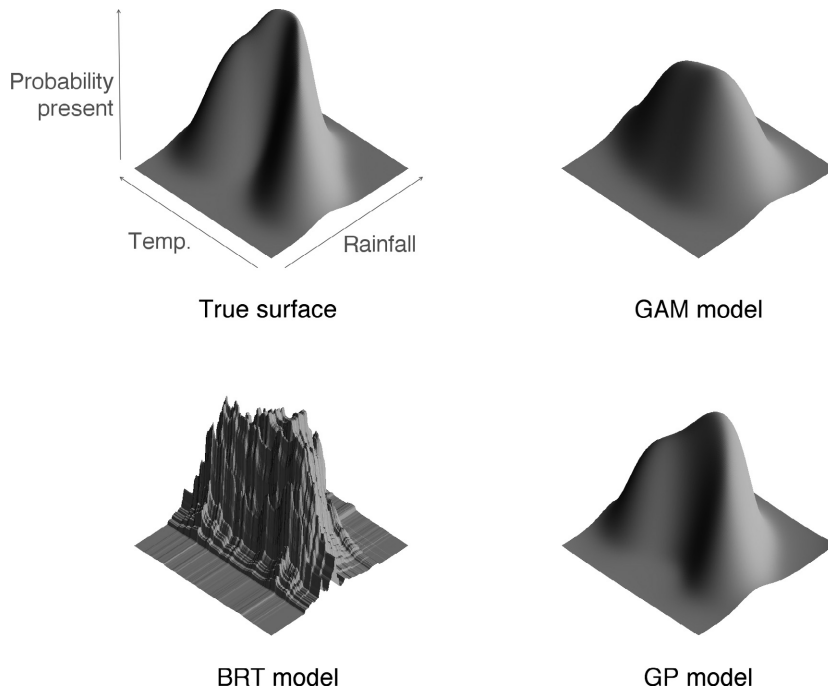 Probability
present
Temp.
Rainfall
True surface
GAM model
BRT model
GP model